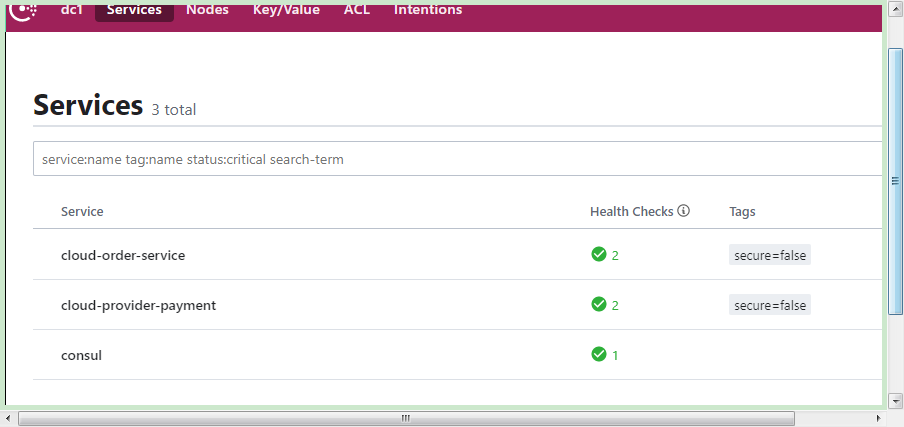 dc1 Services Nodes Key/Value ACL Intentions
Services 3 total
service:name tag:name status:critical search-term
Service Health Checks Tags
cloud-order-service 2 secure=false
cloud-provider-payment 2 secure=false
consul 1